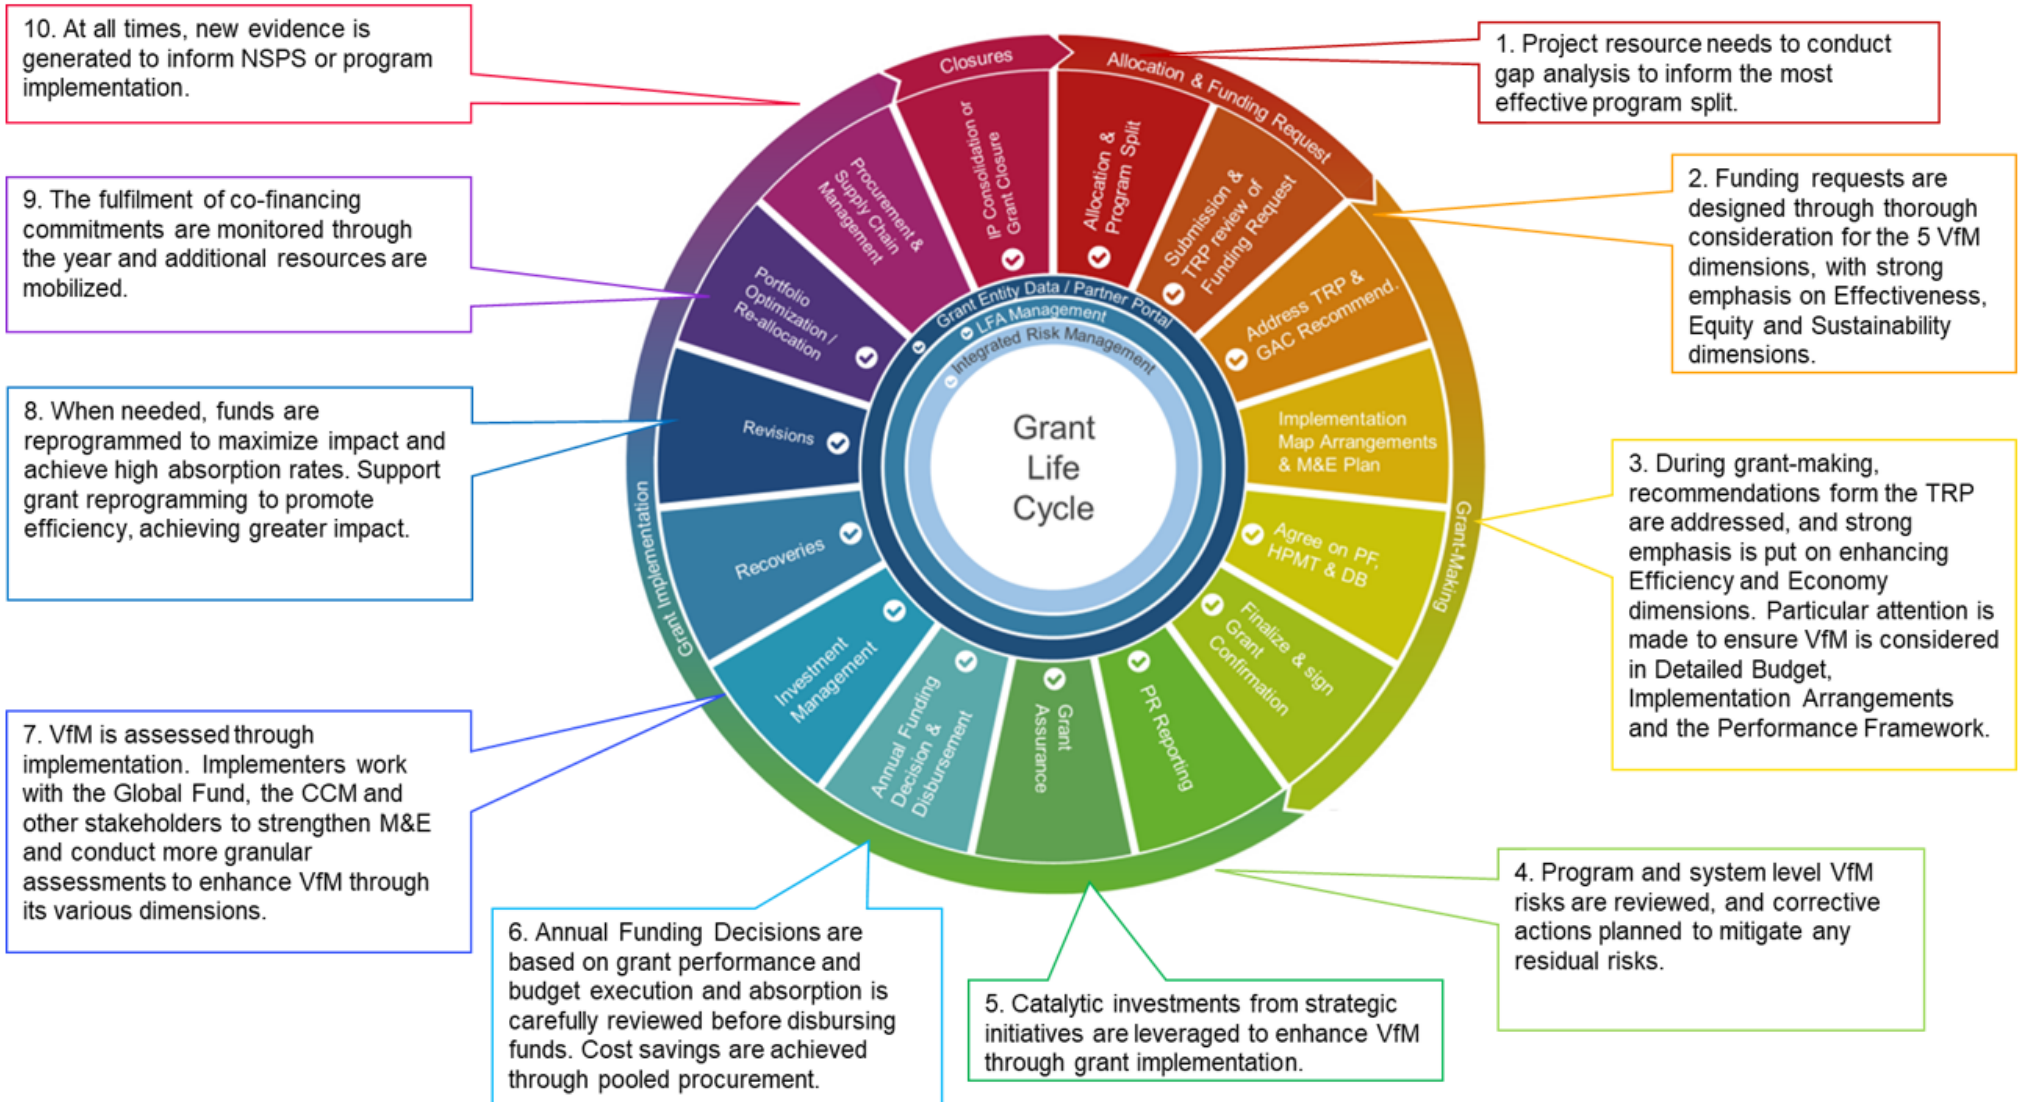 10. At all times, new evidence is
generated to inform NSPS or program
implementation.
9. The fulfilment of co-financing
commitments are monitored through
the year and additional resources are
mobilized.
8. When needed, funds are
reprogrammed to maximize impact and
achieve high absorption rates. Support
grant reprogramming to promote
efficiency, achieving greater impact.
7. VfM is assessed through
implementation. Implementers work
with the Global Fund, the CCM and
other stakeholders to strengthen M&E
and conduct more granular
assessments to enhance VfM through
its various dimensions.
6. Annual Funding Decisions are
based on grant performance and
budget execution and absorption is
carefully reviewed before disbursing
funds. Cost savings are achieved
through pooled procurement.
5. Catalytic investments from strategic
initiatives are leveraged to enhance VfM
through grant implementation.
4. Program and system level VfM
risks are reviewed, and corrective
actions planned to mitigate any
residual risks.
3. During grant-making,
recommendations form the TRP
are addressed, and strong
emphasis is put on enhancing
Efficiency and Economy
dimensions. Particular attention is
made to ensure VfM is considered
in Detailed Budget,
Implementation Arrangements
and the Performance Framework.
2. Funding requests are
designed through thorough
consideration for the 5 VfM
dimensions, with strong
emphasis on Effectiveness,
Equity and Sustainability
dimensions.
1. Project resource needs to conduct
gap analysis to inform the most
effective program split.
Closures
Allocation & Funding Request
Grant-Making
Grant Implementation
IP Consolidation or
Grant Closure
Allocation &
Program Split
Submission &
TRP review of
Funding Request
Address TRP &
GAC Recommend.
Implementation
Map Arrangements
& M&E Plan
Agree on PF,
HPMT & DB
Finalize & sign
Grant
Confirmation
PR Reporting
Grant
Assurance
Annual Funding
Decision &
Disbursement
Investment
Management
Recoveries
Revisions
Portfolio
Optimization /
Re-allocation
Procurement &
Supply Chain
Management
Grant Entity Data / Partner Portal
LFA Management
Integrated Risk Management
Grant
Life
Cycle